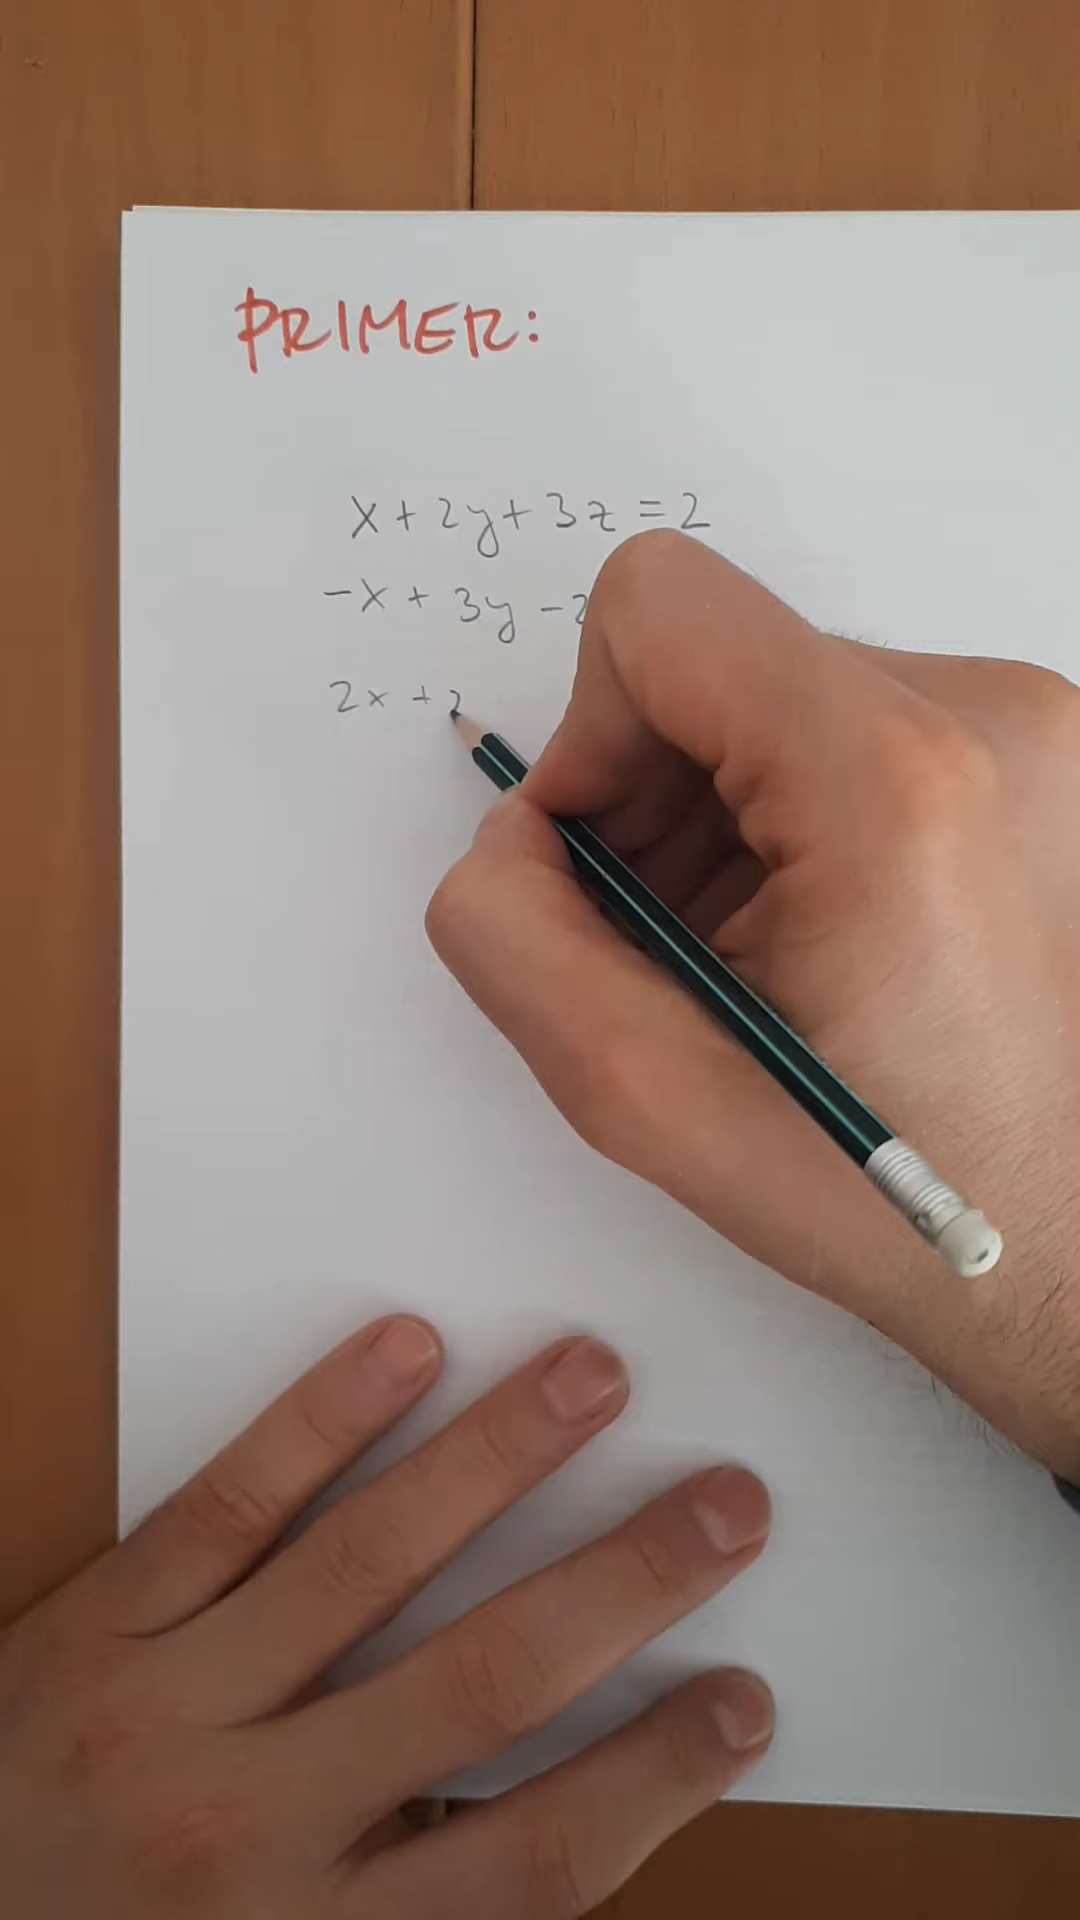 PRIMER:
x + 2y + 3z = 2
-x + 3y -
2x +